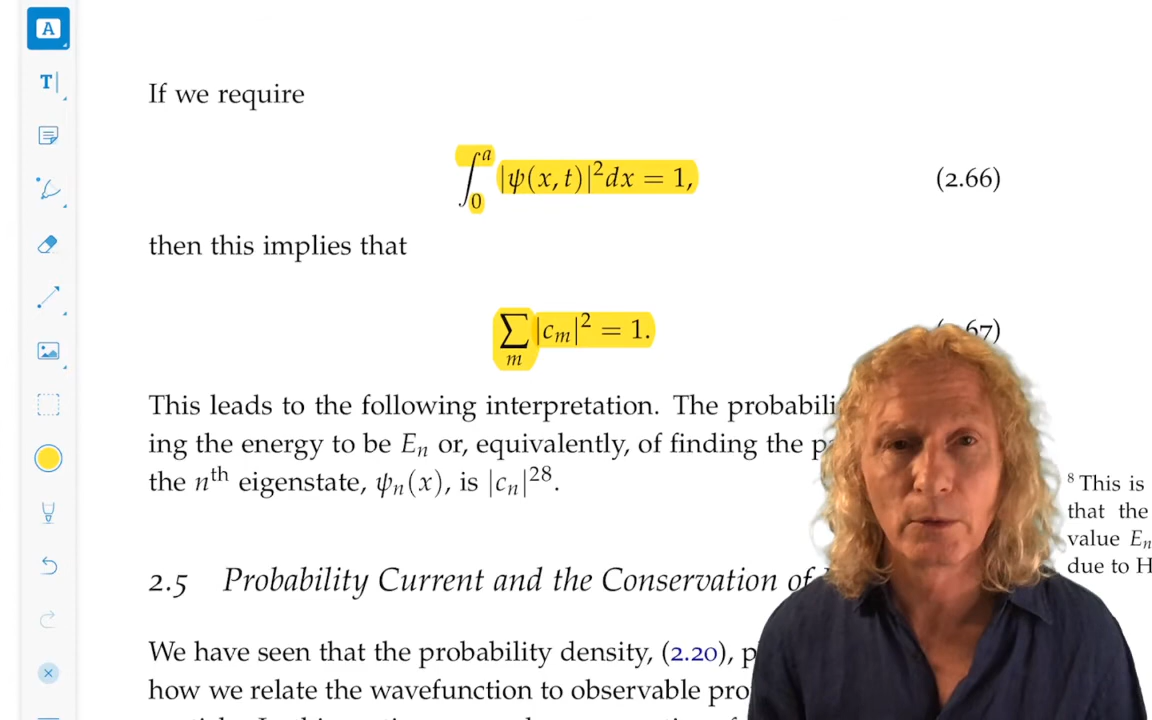 A
T|
If we require
∫₀ᵃ |ψ(x, t)|²dx = 1, (2.66)
then this implies that
∑ₘ |cₘ|² = 1. 67)
This leads to the following interpretation. The
ing the energy to be Eₙ or, equivalently, of finding the
the nᵗʰ eigenstate, ψₙ(x), is |cₙ|²⁸.
⁸ This is
that the
value Eₙ
due to H
2.5 Probability Current and the Conservation of
We have seen that the probability density, (2.20),
how we relate the wavefunction to observable